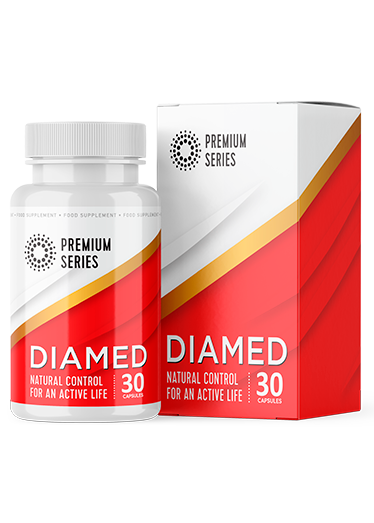 PREMIUM
SERIES
FOOD SUPPLEMENT • FOOD SUPPLEMENT •
PREMIUM
SERIES
DIAMED
NATURAL CONTROL
FOR AN ACTIVE LIFE
30
CAPSULES
DIAMED
NATURAL CONTROL
FOR AN ACTIVE LIFE
30
CAPSULES